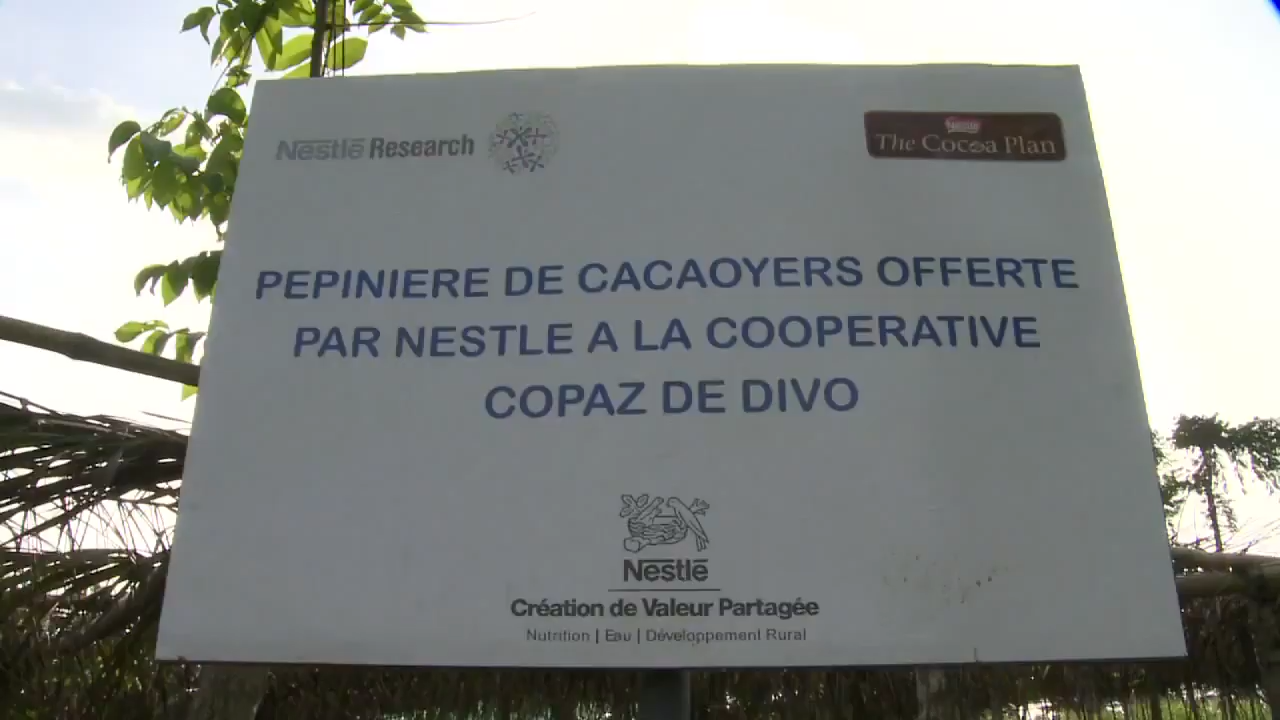 Nestlé Research
Nestlé
The Cocoa Plan
PEPINIERE DE CACAOYERS OFFERTE
PAR NESTLE A LA COOPERATIVE
COPAZ DE DIVO
Nestlé
Création de Valeur Partagée
Nutrition | Eau | Développement Rural